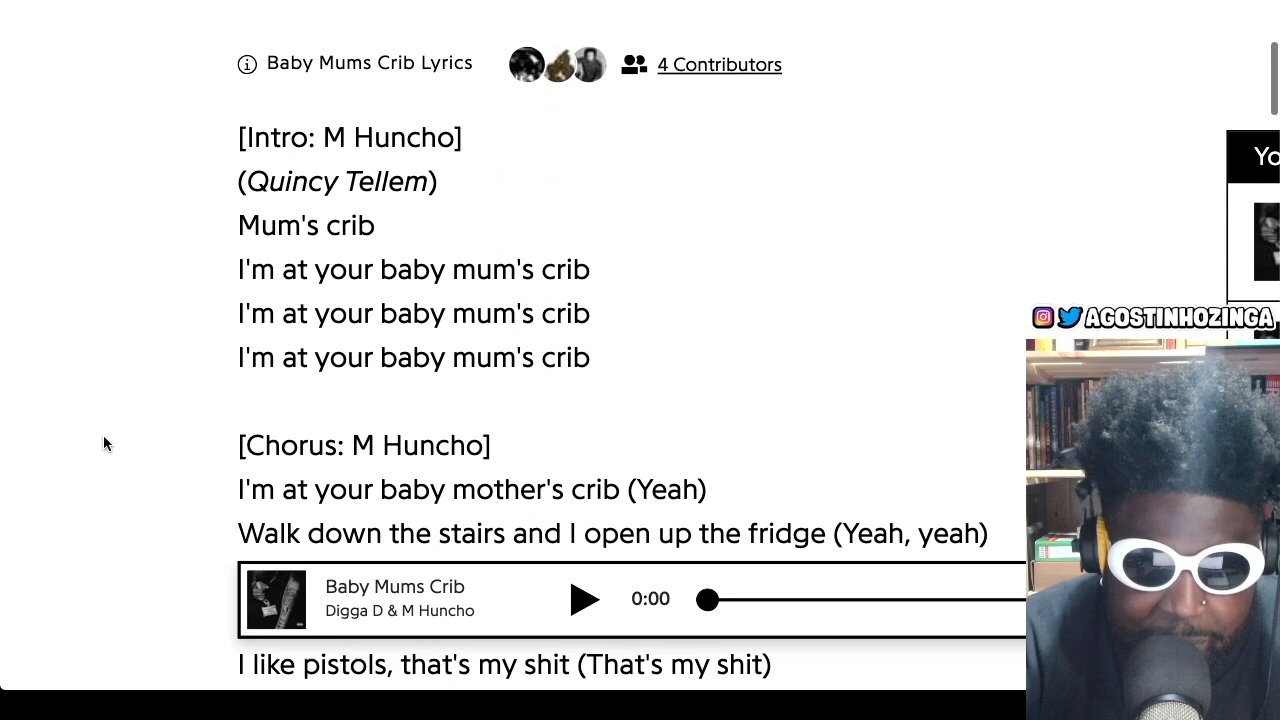 Baby Mums Crib Lyrics
4 Contributors
[Intro: M Huncho]
(Quincy Tellem)
Mum's crib
I'm at your baby mum's crib
I'm at your baby mum's crib
I'm at your baby mum's crib
[Chorus: M Huncho]
I'm at your baby mother's crib (Yeah)
Walk down the stairs and I open up the fridge (Yeah, yeah)
Baby Mums Crib
Digga D & M Huncho
0:00
I like pistols, that's my shit (That's my shit)
Yo
AGOSTINHOZINGA